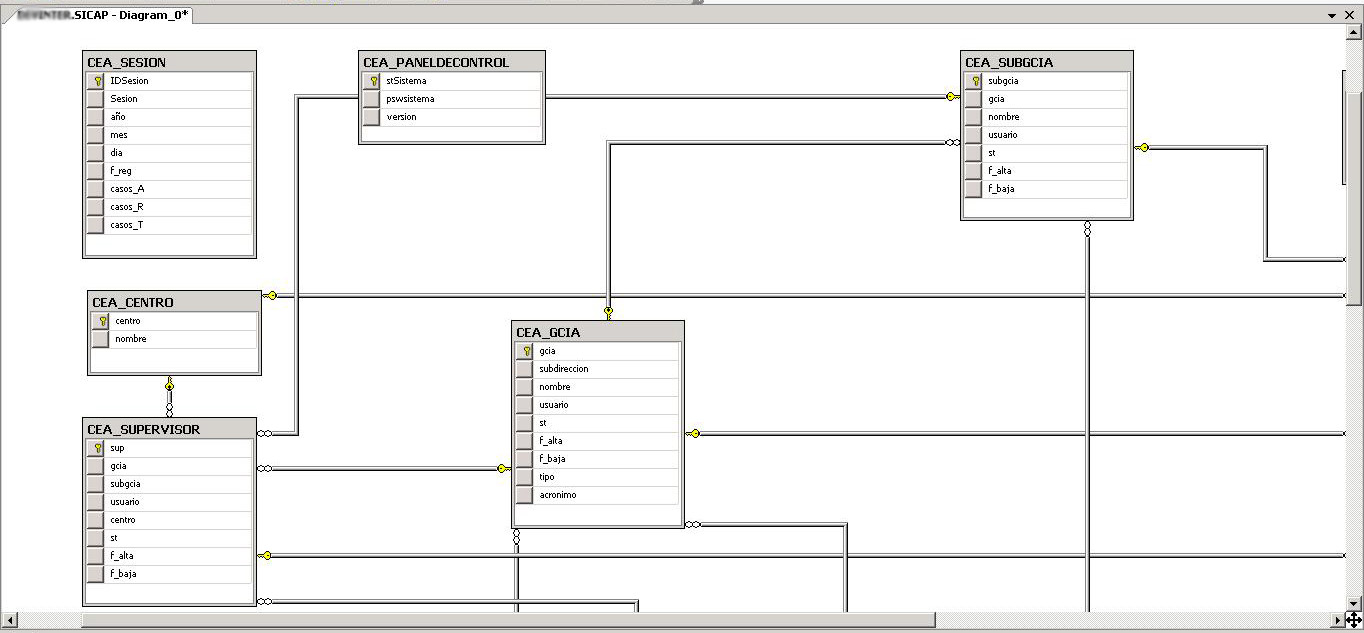 .SICAP - Diagram_0*
CEA_SESION
IDSesion
Sesion
año
mes
dia
f_reg
casos_A
casos_R
casos_T
CEA_PANELDECONTROL
stSistema
pswsistema
version
CEA_SUBGCIA
subgcia
gcia
nombre
usuario
st
f_alta
f_baja
CEA_CENTRO
centro
nombre
CEA_GCIA
gcia
subdireccion
nombre
usuario
st
f_alta
f_baja
tipo
acronimo
CEA_SUPERVISOR
sup
gcia
subgcia
usuario
centro
st
f_alta
f_baja